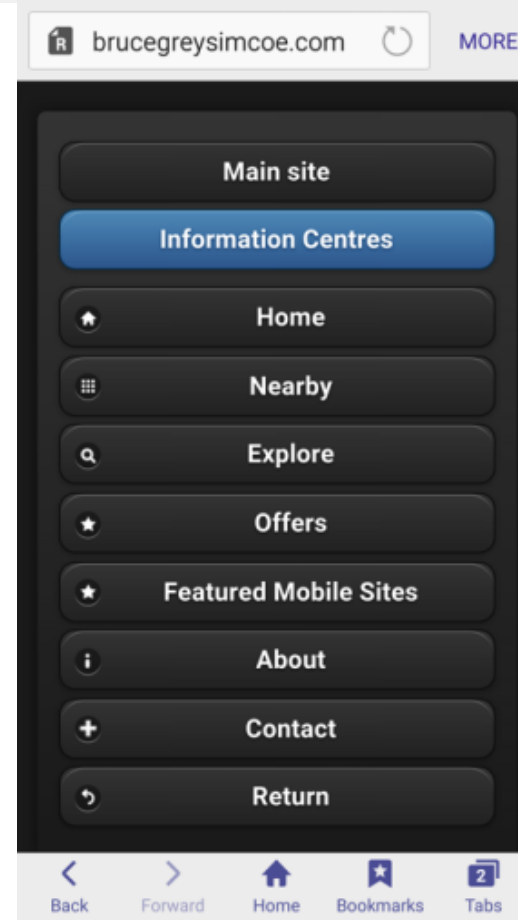 brucegreysimcoe.com MORE
Main site
Information Centres
Home
Nearby
Explore
Offers
Featured Mobile Sites
About
Contact
Return
2
Back Forward Home Bookmarks Tabs